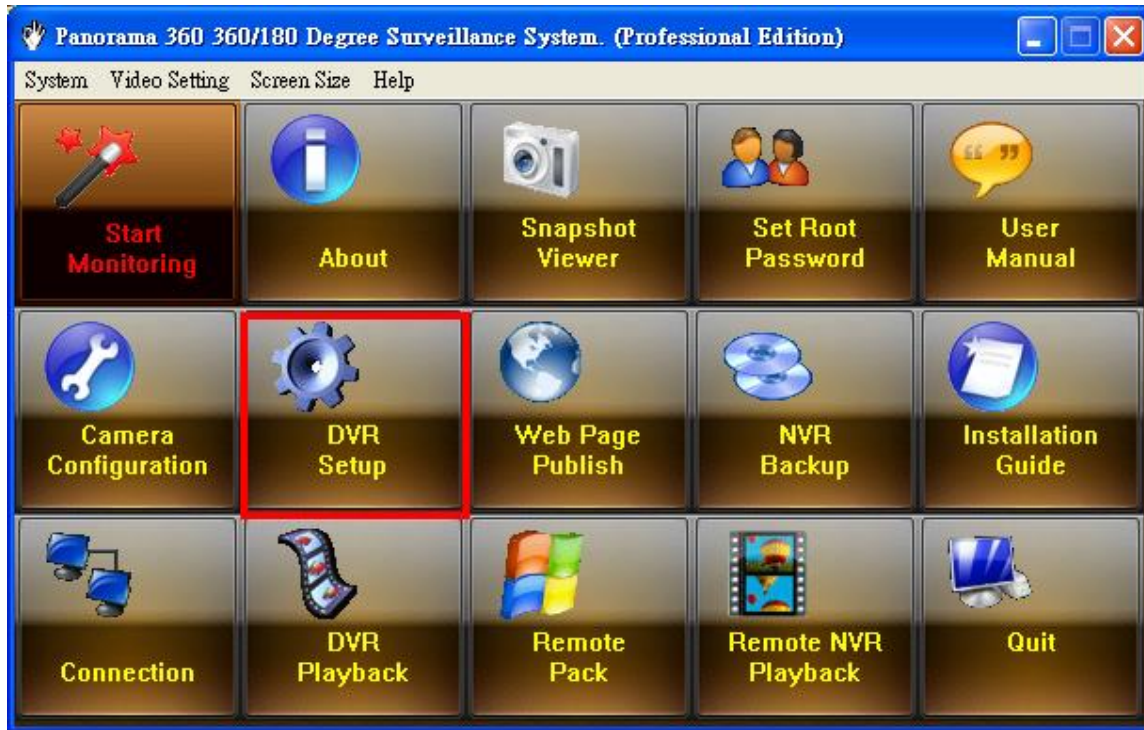 Panorama 360 360/180 Degree Surveillance System. (Professional Edition)
System Video Setting Screen Size Help
Start
Monitoring
About
Snapshot
Viewer
Set Root
Password
User
Manual
Camera
Configuration
DVR
Setup
Web Page
Publish
NVR
Backup
Installation
Guide
Connection
DVR
Playback
Remote
Pack
Remote NVR
Playback
Quit